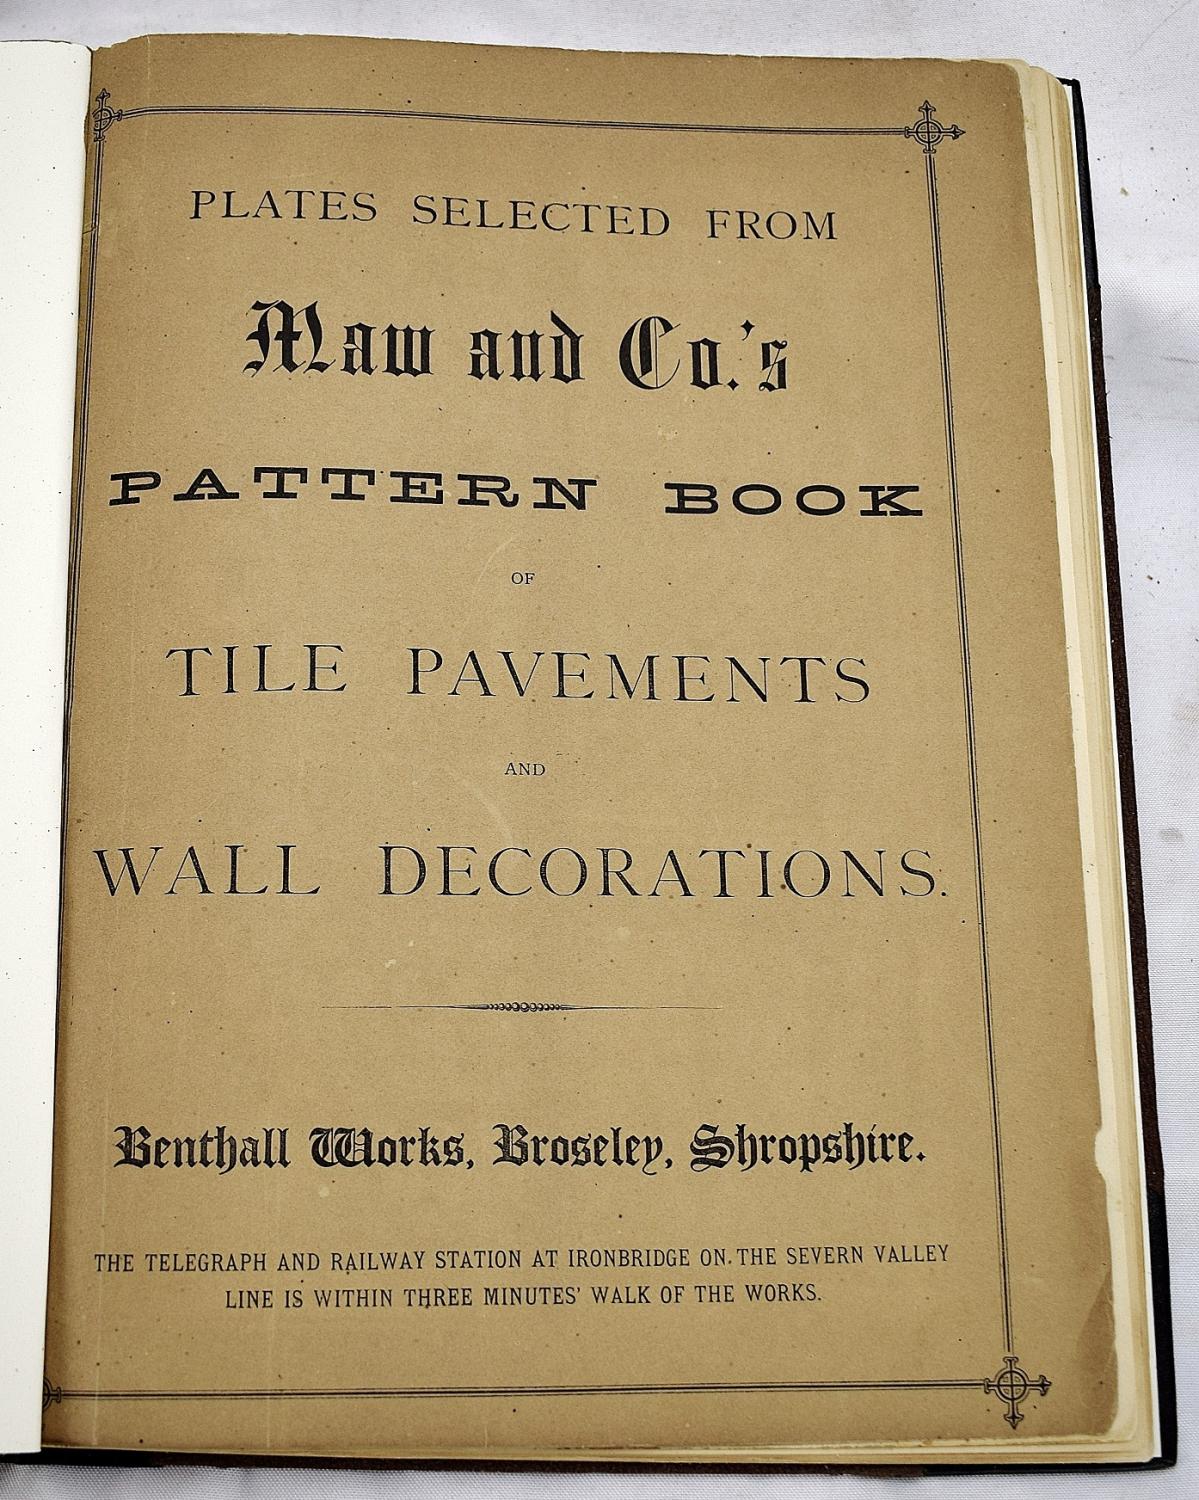 PLATES SELECTED FROM
Maw and Co.'s
PATTERN BOOK
OF
TILE PAVEMENTS
AND
WALL DECORATIONS.
Benthall Works, Broseley, Shropshire.
THE TELEGRAPH AND RAILWAY STATION AT IRONBRIDGE ON THE SEVERN VALLEY
LINE IS WITHIN THREE MINUTES' WALK OF THE WORKS.